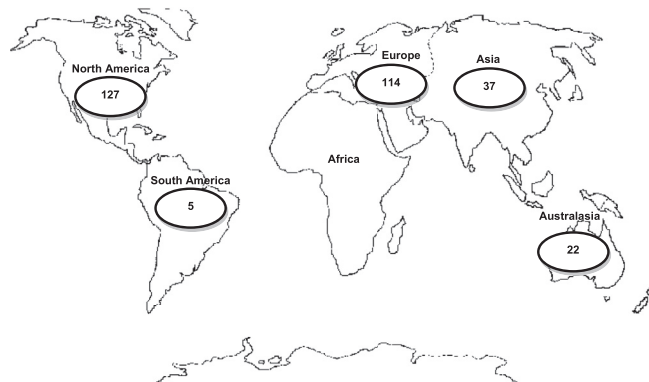 North America
127
Europe
114
Asia
37
Africa
South America
5
Australasia
22